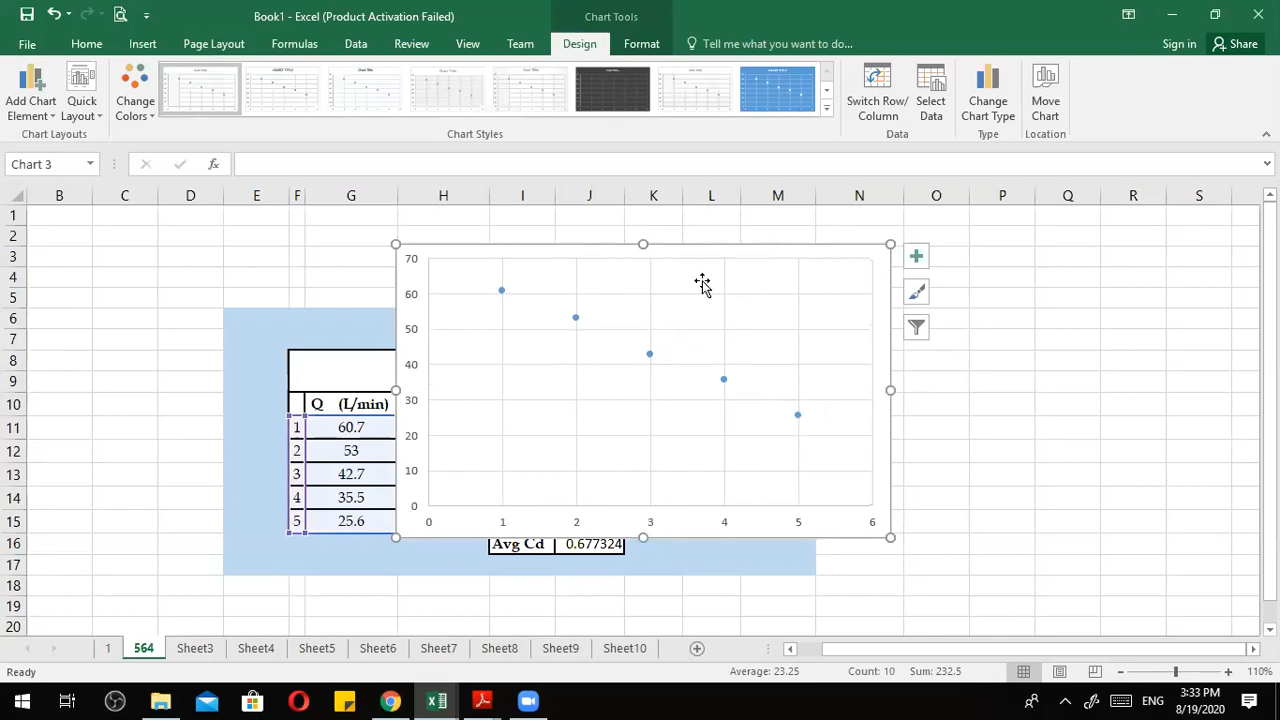 Book1 - Excel (Product Activation Failed)
Chart Tools
File Home Insert Page Layout Formulas Data Review View Team Design Format Tell me what you want to do... Sign in Share
Add Chart Element
Quick Layout
Change Colors
Switch Row/ Column
Select Data
Change Chart Type
Move Chart
Chart Layouts Chart Styles Data Type Location
Chart 3 fx
B C D E F G H I J K L M N O P Q R S
1
2
3
4
5
6
7
8
9
10 Q (L/min)
11 1 60.7
12 2 53
13 3 42.7
14 4 35.5
15 5 25.6
16 Avg Cd 0.677324
17
18
19
20
70
60
50
40
30
20
10
0
0 1 2 3 4 5 6
1 564 Sheet3 Sheet4 Sheet5 Sheet6 Sheet7 Sheet8 Sheet9 Sheet10
Ready Average: 23.25 Count: 10 Sum: 232.5 110%
ENG 3:33 PM
8/19/2020